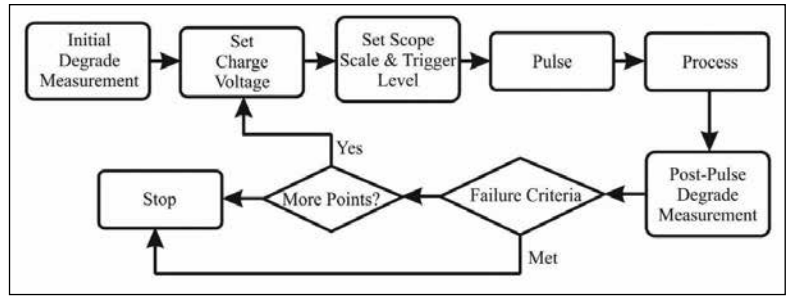 Initial
Degrade
Measurement
Set
Charge
Voltage
Set Scope
Scale & Trigger
Level
Pulse
Process
Post-Pulse
Degrade
Measurement
Failure Criteria
Met
More Points?
Yes
Stop